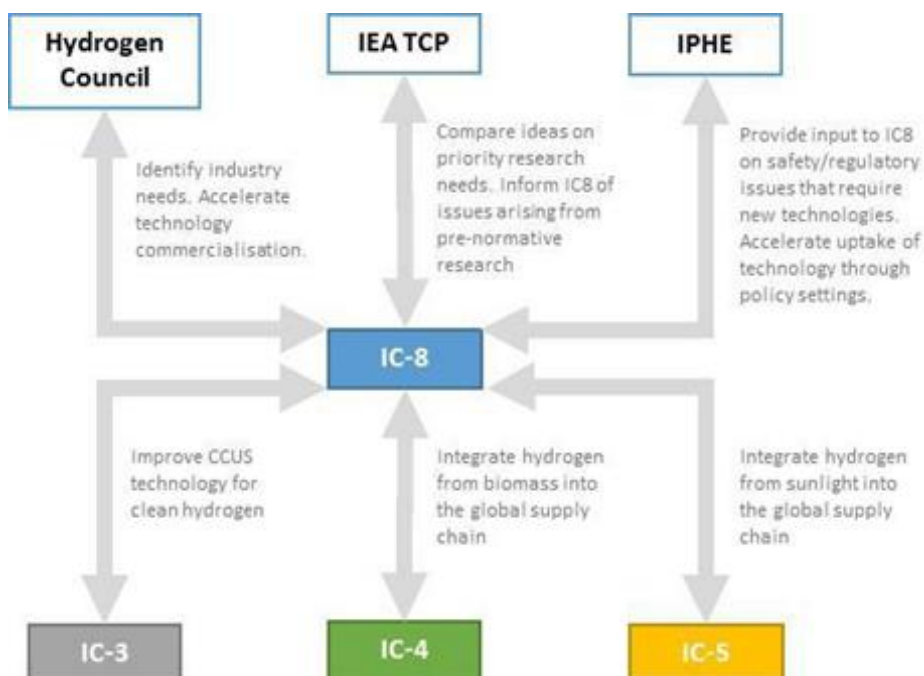 Hydrogen
Council
IEA TCP
IPHE
Identify industry
needs. Accelerate
technology
commercialisation.
Compare ideas on
priority research
needs. Inform IC8 of
issues arising from
pre-normative
research
Provide input to IC8
on safety/regulatory
issues that require
new technologies.
Accelerate uptake of
technology through
policy settings.
IC-8
Improve CCUS
technology for
clean hydrogen
Integrate hydrogen
from biomass into
the global supply
chain
Integrate hydrogen
from sunlight into
the global supply
chain
IC-3
IC-4
IC-5